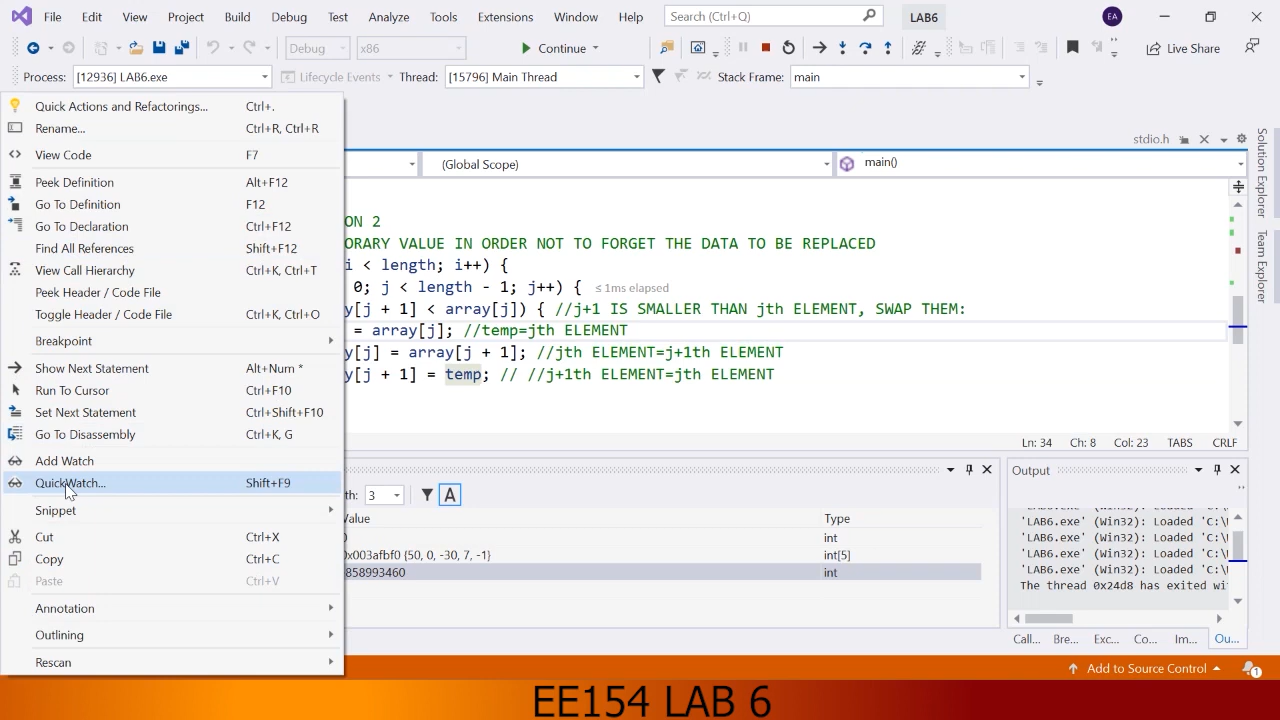 File Edit View Project Build Debug Test Analyze Tools Extensions Window Help Search (Ctrl+Q) LAB6 EA
Debug x86 Continue Live Share
Process: [12936] LAB6.exe Lifecycle Events Thread: [15796] Main Thread Stack Frame: main
Quick Actions and Refactorings... Ctrl+.
Rename... Ctrl+R, Ctrl+R
View Code F7
Peek Definition Alt+F12
Go To Definition F12
Go To Declaration Ctrl+F12
Find All References Shift+F12
View Call Hierarchy Ctrl+K, Ctrl+T
Peek Header / Code File
Toggle Header / Code File Ctrl+K, Ctrl+O
Breakpoint
Show Next Statement Alt+Num *
Run To Cursor Ctrl+F10
Set Next Statement Ctrl+Shift+F10
Go To Disassembly Ctrl+K, G
Add Watch
QuickWatch... Shift+F9
Snippet
Cut Ctrl+X
Copy Ctrl+C
Paste Ctrl+V
Annotation
Outlining
Rescan
stdio.h
(Global Scope) main()
ON 2
ORARY VALUE IN ORDER NOT TO FORGET THE DATA TO BE REPLACED
i < length; i++) {
0; j < length - 1; j++) { ≤ 1ms elapsed
y[j + 1] < array[j]) { //j+1 IS SMALLER THAN jth ELEMENT, SWAP THEM:
= array[j]; //temp=jth ELEMENT
y[j] = array[j + 1]; //jth ELEMENT=j+1th ELEMENT
y[j + 1] = temp; // //j+1th ELEMENT=jth ELEMENT
Ln: 34 Ch: 8 Col: 23 TABS CRLF
th: 3 A
Value Type
0 int
0x003afbf0 {50, 0, -30, 7, -1} int[5]
858993460 int
Output
'LAB6.exe' (Win32): Loaded 'C:\
'LAB6.exe' (Win32): Loaded 'C:\
'LAB6.exe' (Win32): Loaded 'C:\
'LAB6.exe' (Win32): Loaded 'C:\
The thread 0x24d8 has exited wi
Call... Bre... Exc... Co... Im... Ou...
Add to Source Control 1
EE154 LAB 6
Solution Explorer
Team Explorer